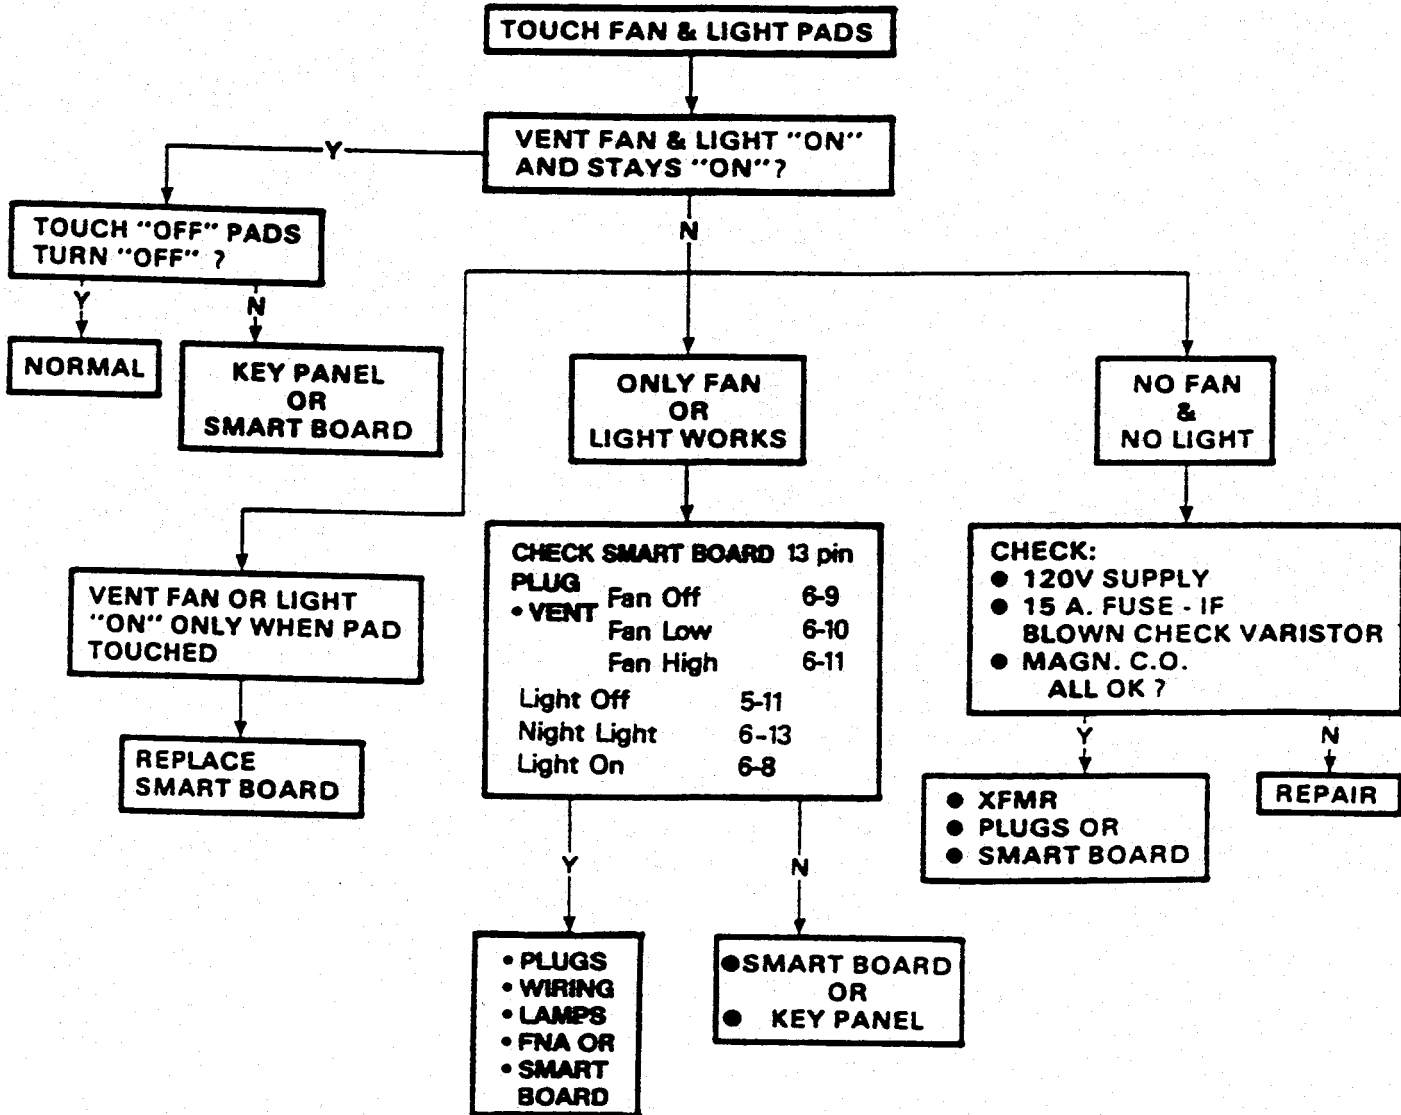 TOUCH FAN & LIGHT PADS
VENT FAN & LIGHT "ON"
AND STAYS "ON"?
Y
N
TOUCH "OFF" PADS
TURN "OFF" ?
Y
N
NORMAL
KEY PANEL
OR
SMART BOARD
ONLY FAN
OR
LIGHT WORKS
NO FAN
&
NO LIGHT
VENT FAN OR LIGHT
"ON" ONLY WHEN PAD
TOUCHED
REPLACE
SMART BOARD
CHECK SMART BOARD 13 pin
PLUG
• VENT Fan Off 6-9
Fan Low 6-10
Fan High 6-11
Light Off 5-11
Night Light 6-13
Light On 6-8
Y
N
• PLUGS
• WIRING
• LAMPS
• FNA OR
• SMART
BOARD
● SMART BOARD
OR
● KEY PANEL
CHECK:
● 120V SUPPLY
● 15 A. FUSE - IF
BLOWN CHECK VARISTOR
● MAGN. C.O.
ALL OK ?
Y
N
● XFMR
● PLUGS OR
● SMART BOARD
REPAIR